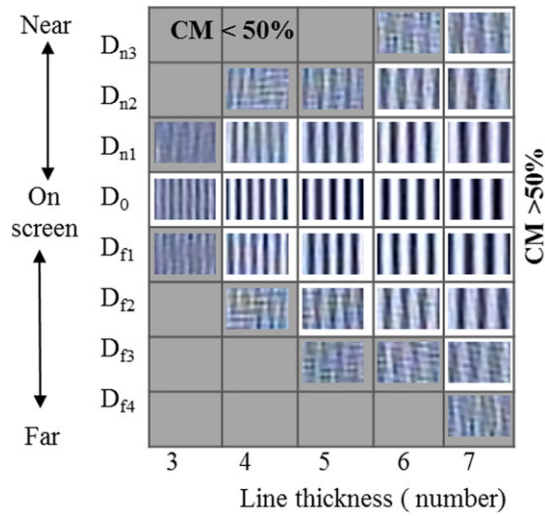 Near
CM < 50%
Dn3
Dn2
Dn1
On screen
D0
CM >50%
Df1
Df2
Df3
Df4
Far
3 4 5 6 7
Line thickness ( number)